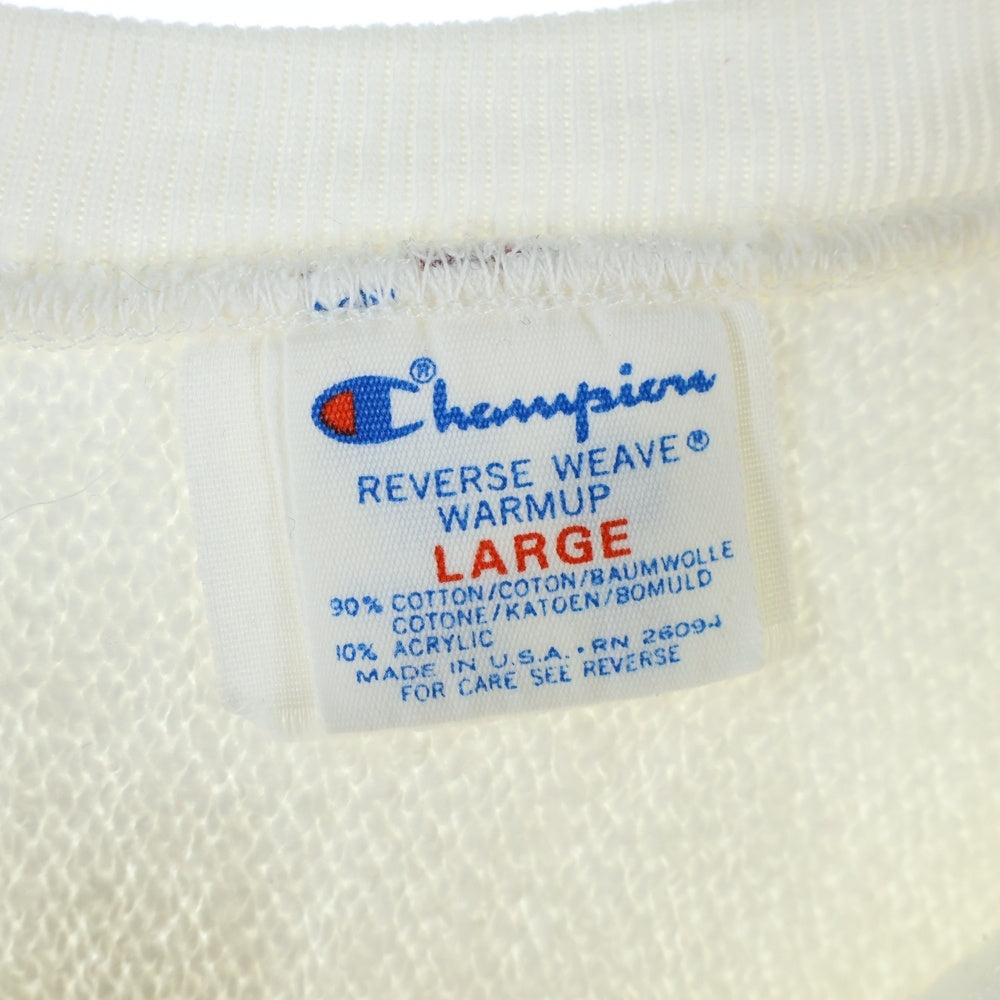 Champion®
REVERSE WEAVE®
WARMUP
LARGE
90% COTTON/COTON/BAUMWOLLE
COTONE/KATOEN/BOMULD
10% ACRYLIC
MADE IN U.S.A. • RN 26094
FOR CARE SEE REVERSE